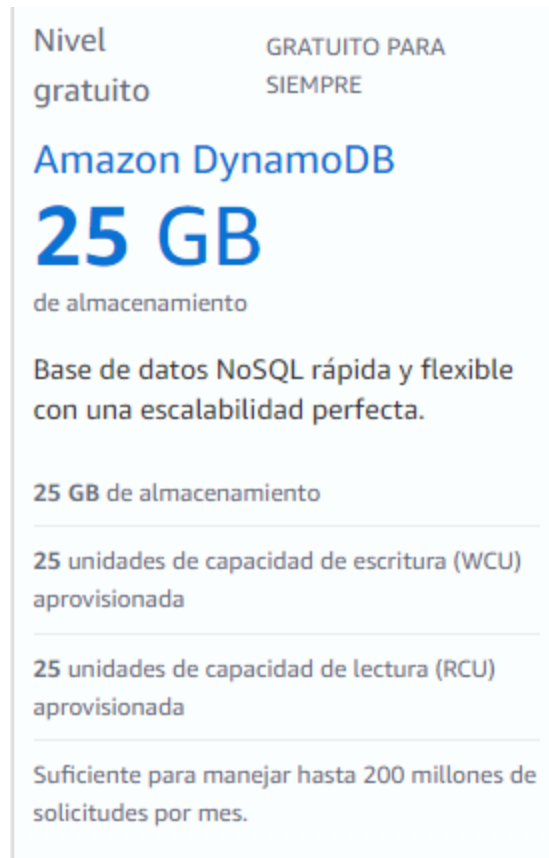 Nivel
gratuito
GRATUITO PARA
SIEMPRE
Amazon DynamoDB
25 GB
de almacenamiento
Base de datos NoSQL rápida y flexible
con una escalabilidad perfecta.
25 GB de almacenamiento
25 unidades de capacidad de escritura (WCU)
aprovisionada
25 unidades de capacidad de lectura (RCU)
aprovisionada
Suficiente para manejar hasta 200 millones de
solicitudes por mes.